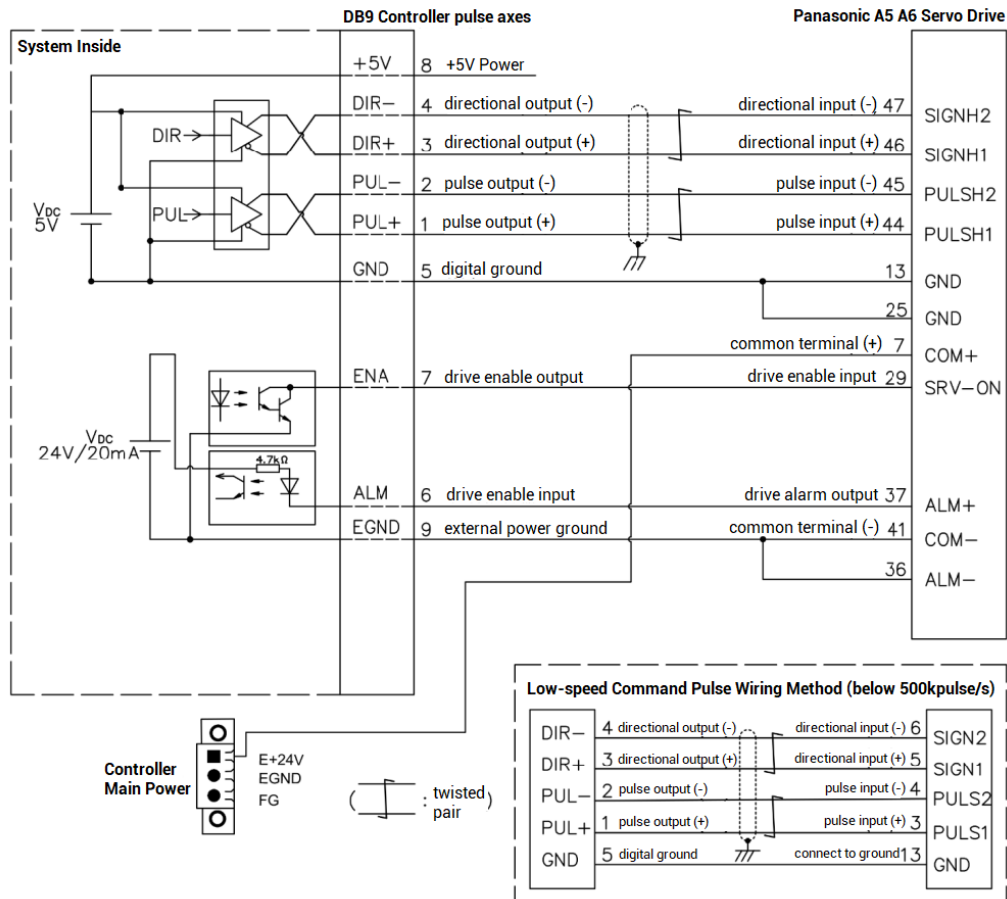 DB9 Controller pulse axes
Panasonic A5 A6 Servo Drive
System Inside
+5V 8 +5V Power
DIR- 4 directional output (-) directional input (-) 47 SIGNH2
DIR→
DIR+ 3 directional output (+) directional input (+) 46 SIGNH1
PUL- 2 pulse output (-) pulse input (-) 45 PULSH2
VDC
5V
PUL→
PUL+ 1 pulse output (+) pulse input (+) 44 PULSH1
GND 5 digital ground 13 GND
25 GND
common terminal (+) 7 COM+
ENA 7 drive enable output drive enable input 29 SRV-ON
VDC
24V/20mA
4.7kΩ
ALM 6 drive enable input drive alarm output 37 ALM+
EGND 9 external power ground common terminal (-) 41 COM-
36 ALM-
Controller
Main Power
E+24V
EGND
FG
( : twisted
pair )
Low-speed Command Pulse Wiring Method (below 500kpulse/s)
DIR- 4 directional output (-) directional input (-) 6 SIGN2
DIR+ 3 directional output (+) directional input (+) 5 SIGN1
PUL- 2 pulse output (-) pulse input (-) 4 PULS2
PUL+ 1 pulse output (+) pulse input (+) 3 PULS1
GND 5 digital ground connect to ground 13 GND